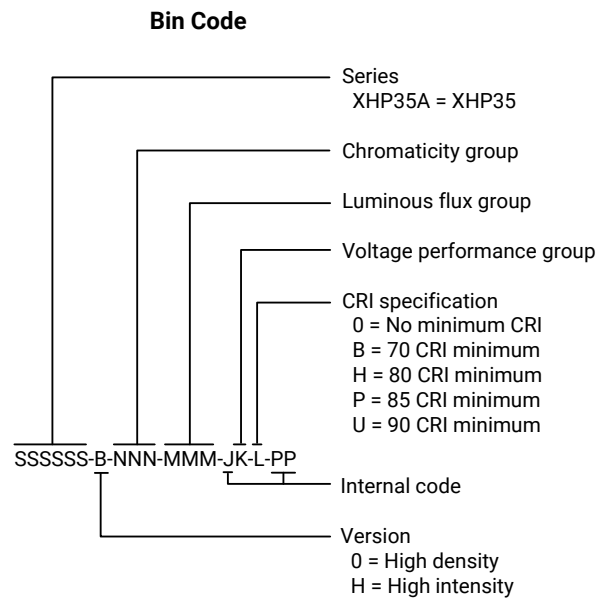 Bin Code
Series
XHP35A = XHP35
Chromaticity group
Luminous flux group
Voltage performance group
CRI specification
0 = No minimum CRI
B = 70 CRI minimum
H = 80 CRI minimum
P = 85 CRI minimum
U = 90 CRI minimum
SSSSSS-B-NNN-MMM-JK-L-PP
Internal code
Version
0 = High density
H = High intensity